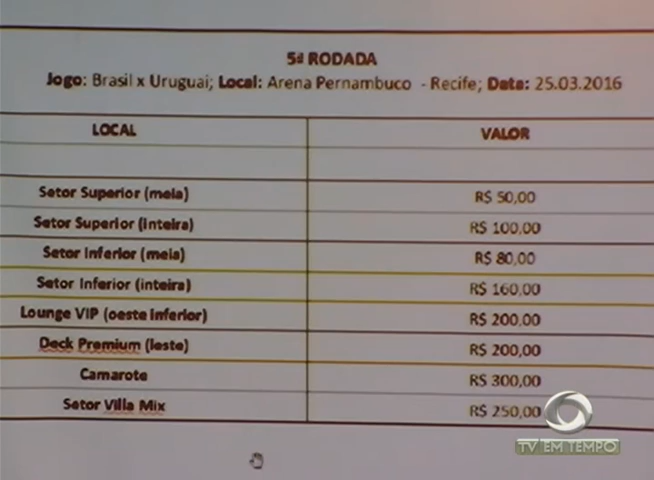 5ª RODADA
Jogo: Brasil x Uruguai; Local: Arena Pernambuco - Recife; Data: 25.03.2016
LOCAL VALOR
Setor Superior (meia) R$ 50,00
Setor Superior (Inteira) R$ 100,00
Setor Inferior (meia) R$ 80,00
Setor Inferior (inteira) R$ 160,00
Lounge VIP (oeste inferior) R$ 200,00
Deck Premium (leste) R$ 200,00
Camarote R$ 300,00
Setor Villa Mix R$ 250,00
TV EM TEMPO